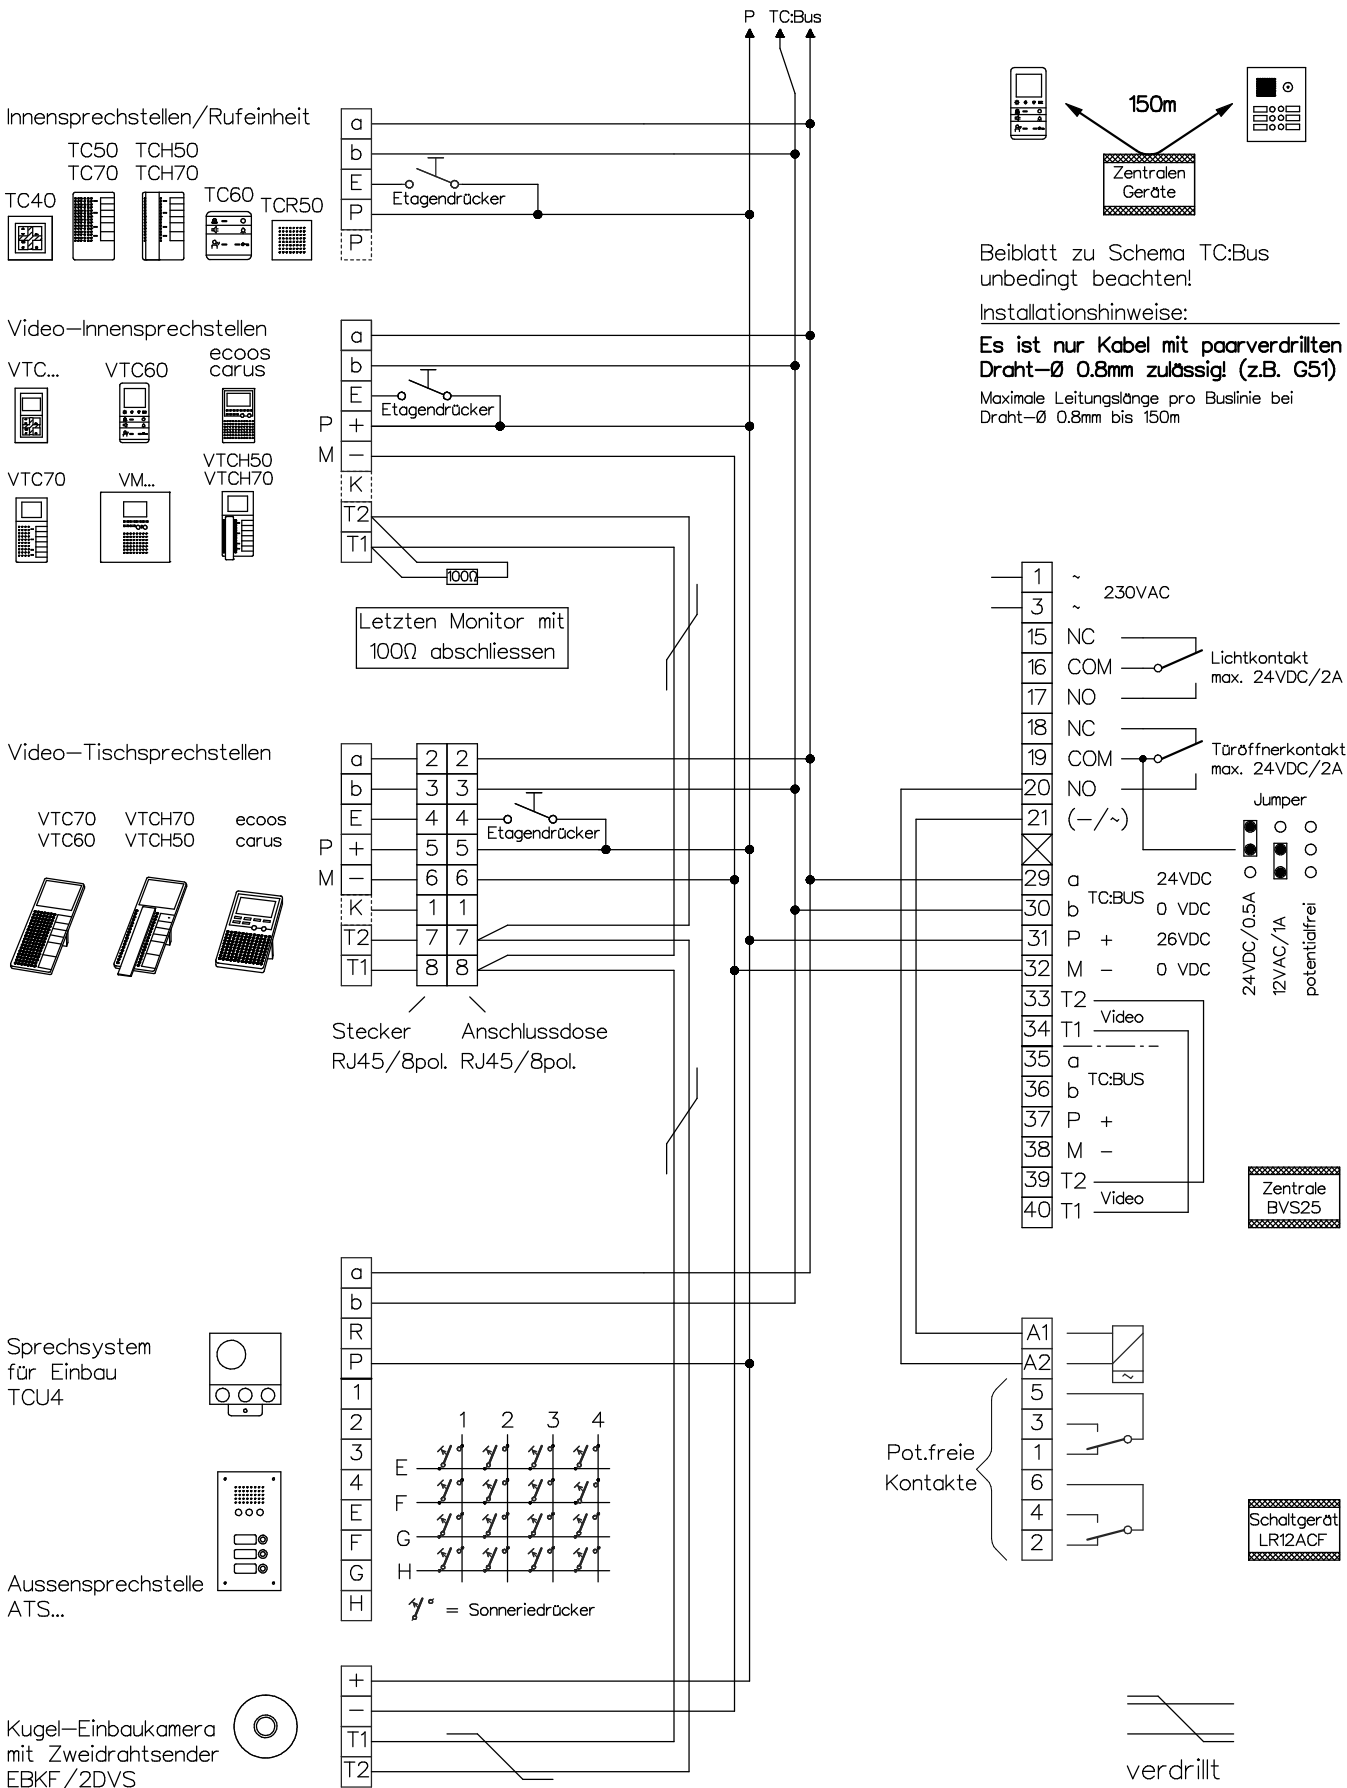 P TC:Bus
Innensprechstellen/Rufeinheit
TC50 TCH50
TC70 TCH70
TC40
TC60
TCR50
a
b
E
P
P
Etagendrücker
150m
Zentralen
Geräte
Beiblatt zu Schema TC:Bus
unbedingt beachten!
Installationshinweise:
Es ist nur Kabel mit paarverdrillten
Draht-Ø 0.8mm zulässig! (z.B. G51)
Maximale Leitungslänge pro Buslinie bei
Draht-Ø 0.8mm bis 150m
Video-Innensprechstellen
VTC...
VTC60
ecoos
carus
VTC70
VM...
VTCH50
VTCH70
a
b
E
P +
M -
K
T2
T1
Etagendrücker
100Ω
Letzten Monitor mit
100Ω abschliessen
Video-Tischsprechstellen
VTC70 VTCH70 ecoos
VTC60 VTCH50 carus
a 2 2
b 3 3
E 4 4
P + 5 5
M - 6 6
K 1 1
T2 7 7
T1 8 8
Etagendrücker
Stecker Anschlussdose
RJ45/8pol. RJ45/8pol.
1 ~
230VAC
3 ~
15 NC
16 COM
17 NO
Lichtkontakt
max. 24VDC/2A
18 NC
19 COM
20 NO
Türöffnerkontakt
max. 24VDC/2A
21 (-/~)
Jumper
24VDC/0.5A
12VAC/1A
potentialfrei
29 a 24VDC
TC:BUS
30 b 0 VDC
31 P + 26VDC
32 M - 0 VDC
33 T2
Video
34 T1
35 a
TC:BUS
36 b
37 P +
38 M -
39 T2
Video
40 T1
Zentrale
BVS25
Sprechsystem
für Einbau
TCU4
Aussensprechstelle
ATS...
a
b
R
P
1
2
3
4
E
F
G
H
1 2 3 4
E
F
G
H
= Sonneriedrücker
A1
A2
~
5
3
1
6
4
2
Pot.freie
Kontakte
Schaltgerät
LR12ACF
Kugel-Einbaukamera
mit Zweidrahtsender
EBKF/2DVS
+
-
T1
T2
verdrillt